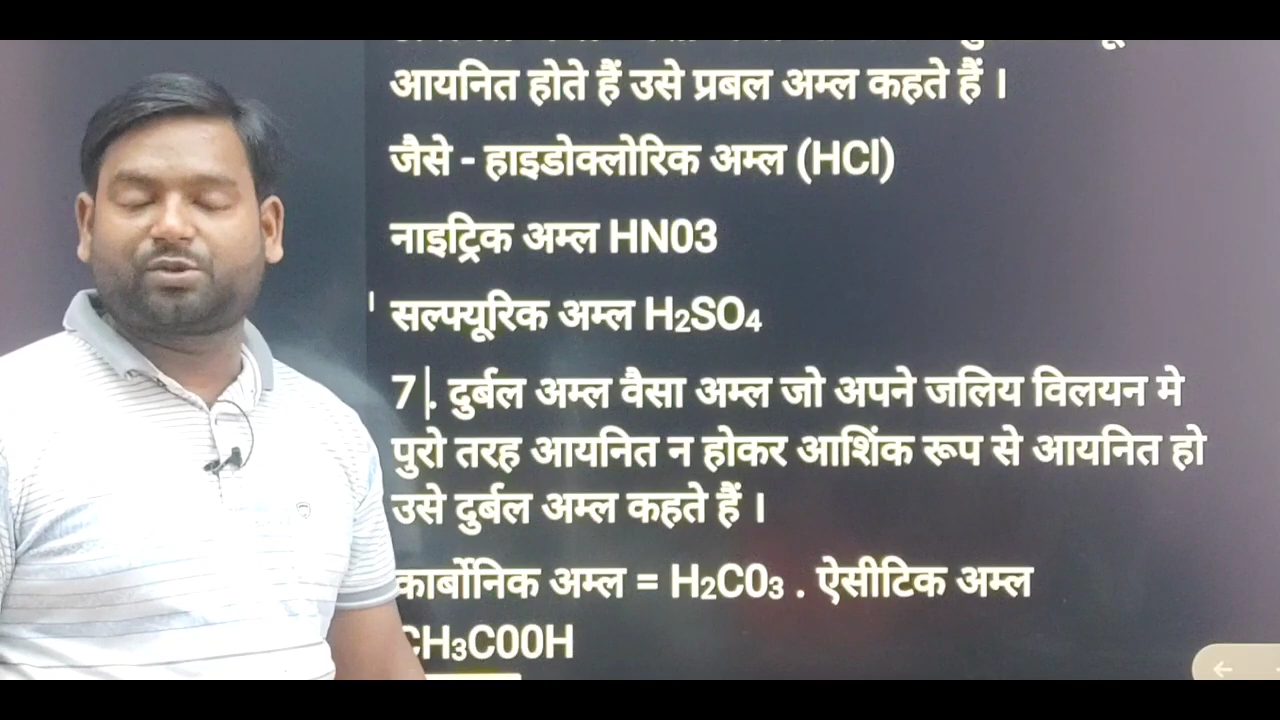 आयनित होते हैं उसे प्रबल अम्ल कहते हैं ।
जैसे - हाइडोक्लोरिक अम्ल (HCl)
नाइट्रिक अम्ल HN03
सल्फ्यूरिक अम्ल H₂SO₄
7 . दुर्बल अम्ल वैसा अम्ल जो अपने जलिय विलयन मे
पुरो तरह आयनित न होकर आशिंक रूप से आयनित हो
उसे दुर्बल अम्ल कहते हैं ।
कार्बोनिक अम्ल = H₂C0₃ . ऐसीटिक अम्ल
CH₃C00H